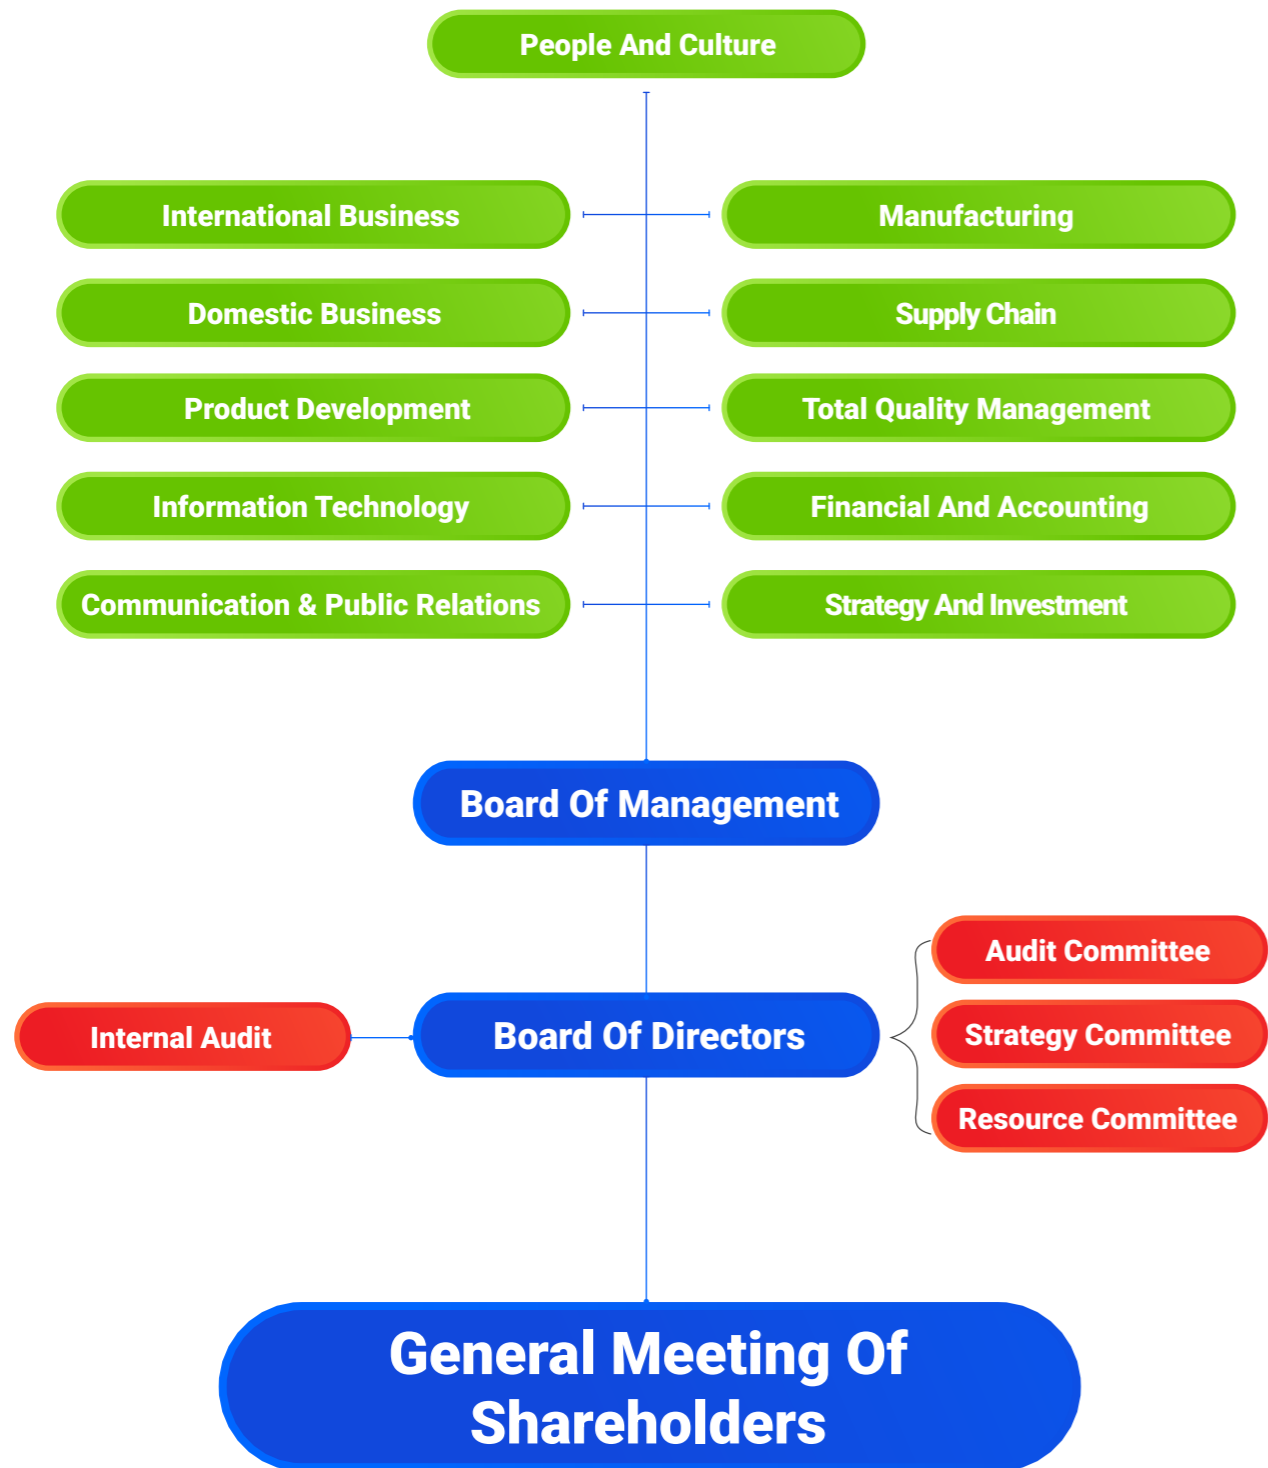 People And Culture
International Business
Manufacturing
Domestic Business
Supply Chain
Product Development
Total Quality Management
Information Technology
Financial And Accounting
Communication & Public Relations
Strategy And Investment
Board Of Management
Audit Committee
Internal Audit
Board Of Directors
Strategy Committee
Resource Committee
General Meeting Of
Shareholders